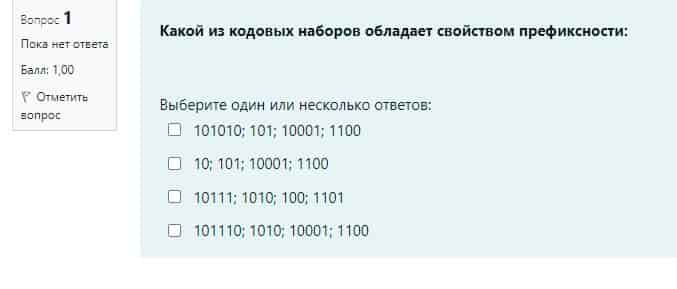 Вопрос 1
Пока нет ответа
Балл: 1,00
Отметить
вопрос
Какой из кодовых наборов обладает свойством префиксности:
Выберите один или несколько ответов:
101010; 101; 10001; 1100
10; 101; 10001; 1100
10111; 1010; 100; 1101
101110; 1010; 10001; 1100